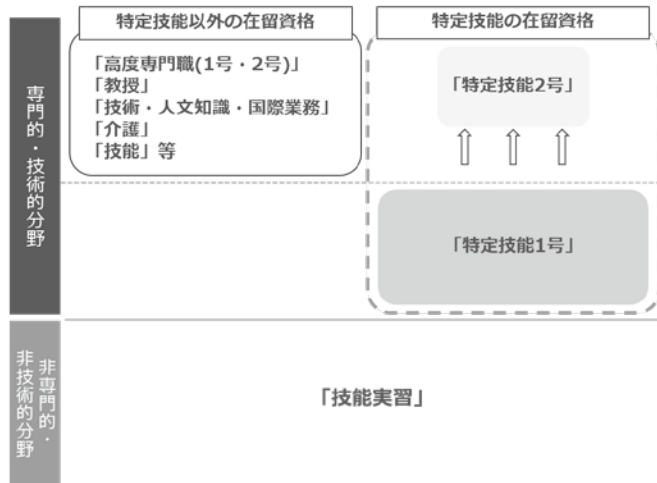 特定技能以外の在留資格
特定技能の在留資格
専門的・技術的分野
「高度専門職(1号・2号)」
「教授」
「技術・人文知識・国際業務」
「介護」
「技能」等
「特定技能2号」
「特定技能1号」
非専門的・
非技術的分野
「技能実習」